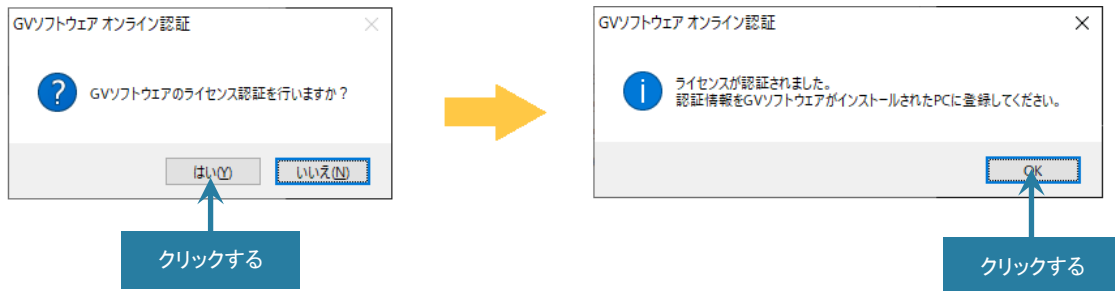 GVソフトウェア オンライン認証
GVソフトウェアのライセンス認証を行いますか?
はい(Y)
いいえ(N)
クリックする
GVソフトウェア オンライン認証
ライセンスが認証されました。
認証情報をGVソフトウェアがインストールされたPCに登録してください。
OK
クリックする